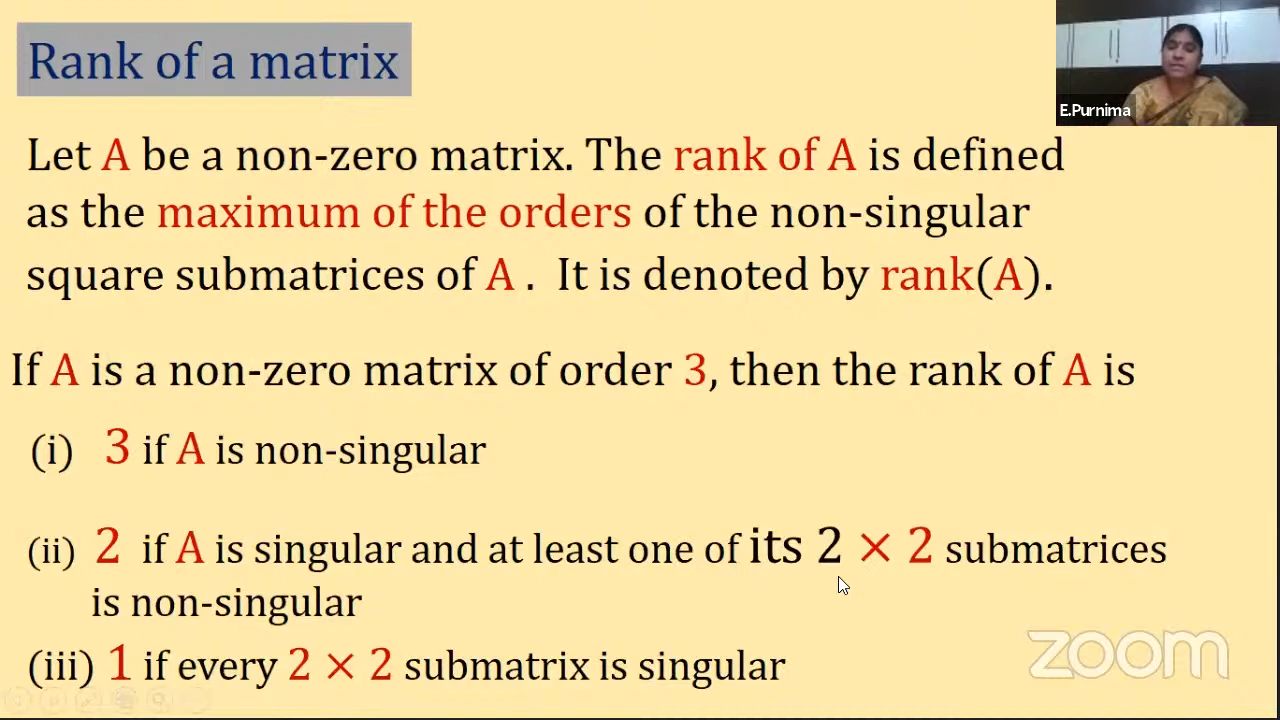 Rank of a matrix
E.Purnima
Let A be a non-zero matrix. The rank of A is defined
as the maximum of the orders of the non-singular
square submatrices of A . It is denoted by rank(A).
If A is a non-zero matrix of order 3, then the rank of A is
(i) 3 if A is non-singular
(ii) 2 if A is singular and at least one of its 2 × 2 submatrices
is non-singular
(iii) 1 if every 2 × 2 submatrix is singular
zoom